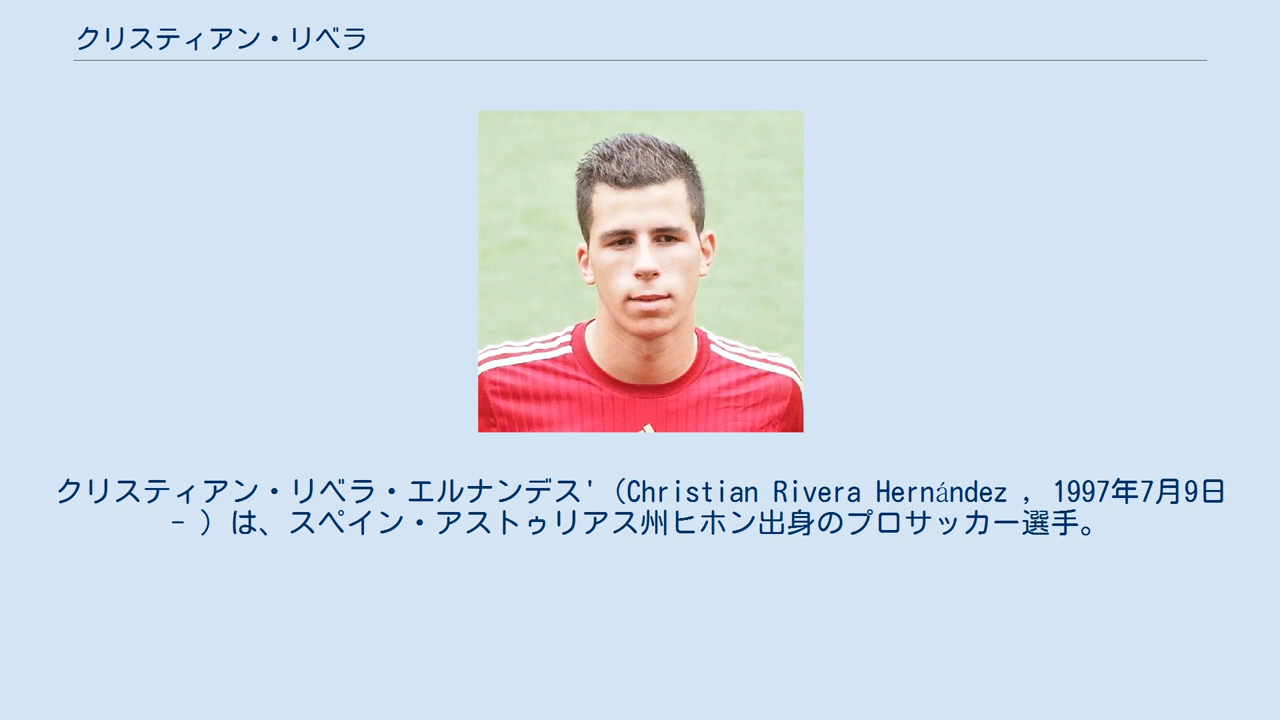 クリスティアン・リベラ
クリスティアン・リベラ・エルナンデス'（Christian Rivera Hernández , 1997年7月9日
- ）は、スペイン・アストゥリアス州ヒホン出身のプロサッカー選手。